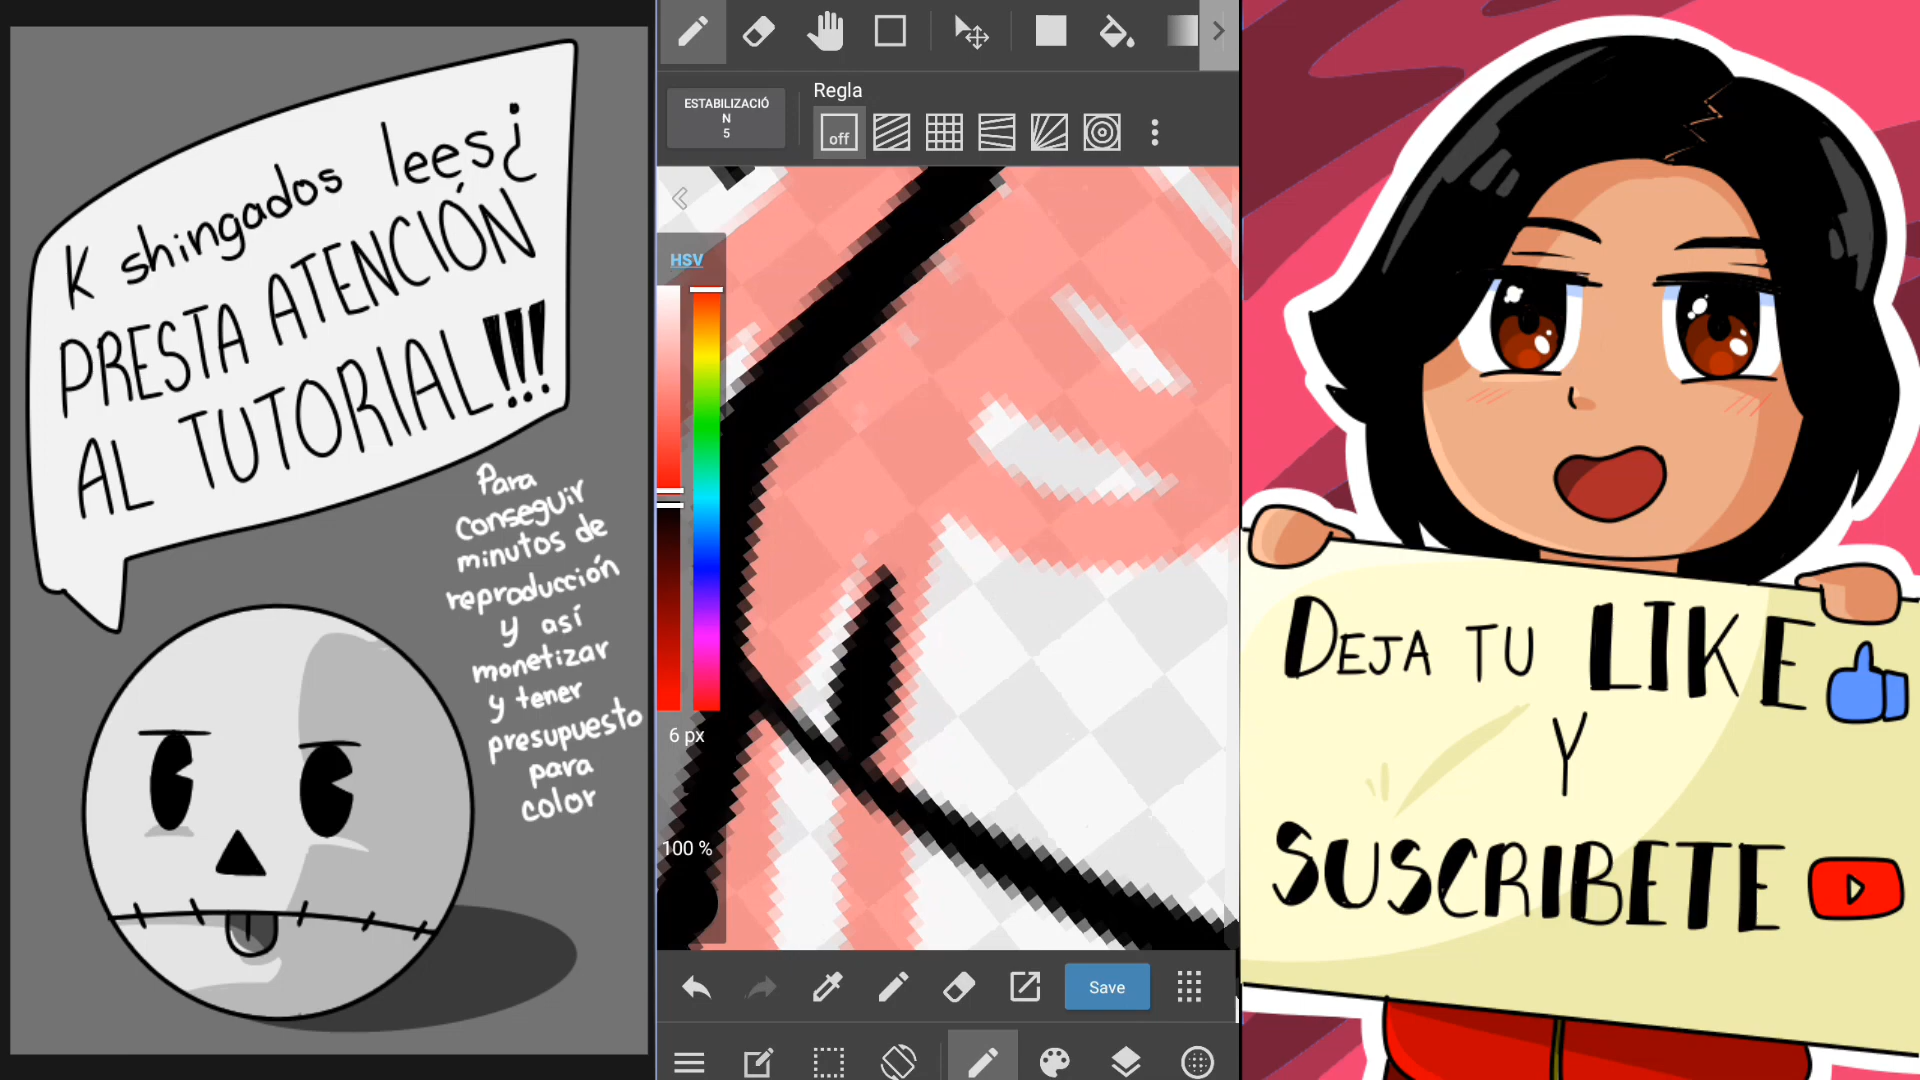 K shingados lees¿
PRESTA ATENCIÓN
AL TUTORIAL!!!
Para
conseguir
minutos de
reproducción
y así
monetizar
y tener
presupuesto
para
color
ESTABILIZACIÓ
N
5
Regla
off
HSV
6 px
100 %
Save
DEJA TU LIKE
Y
SUSCRIBETE